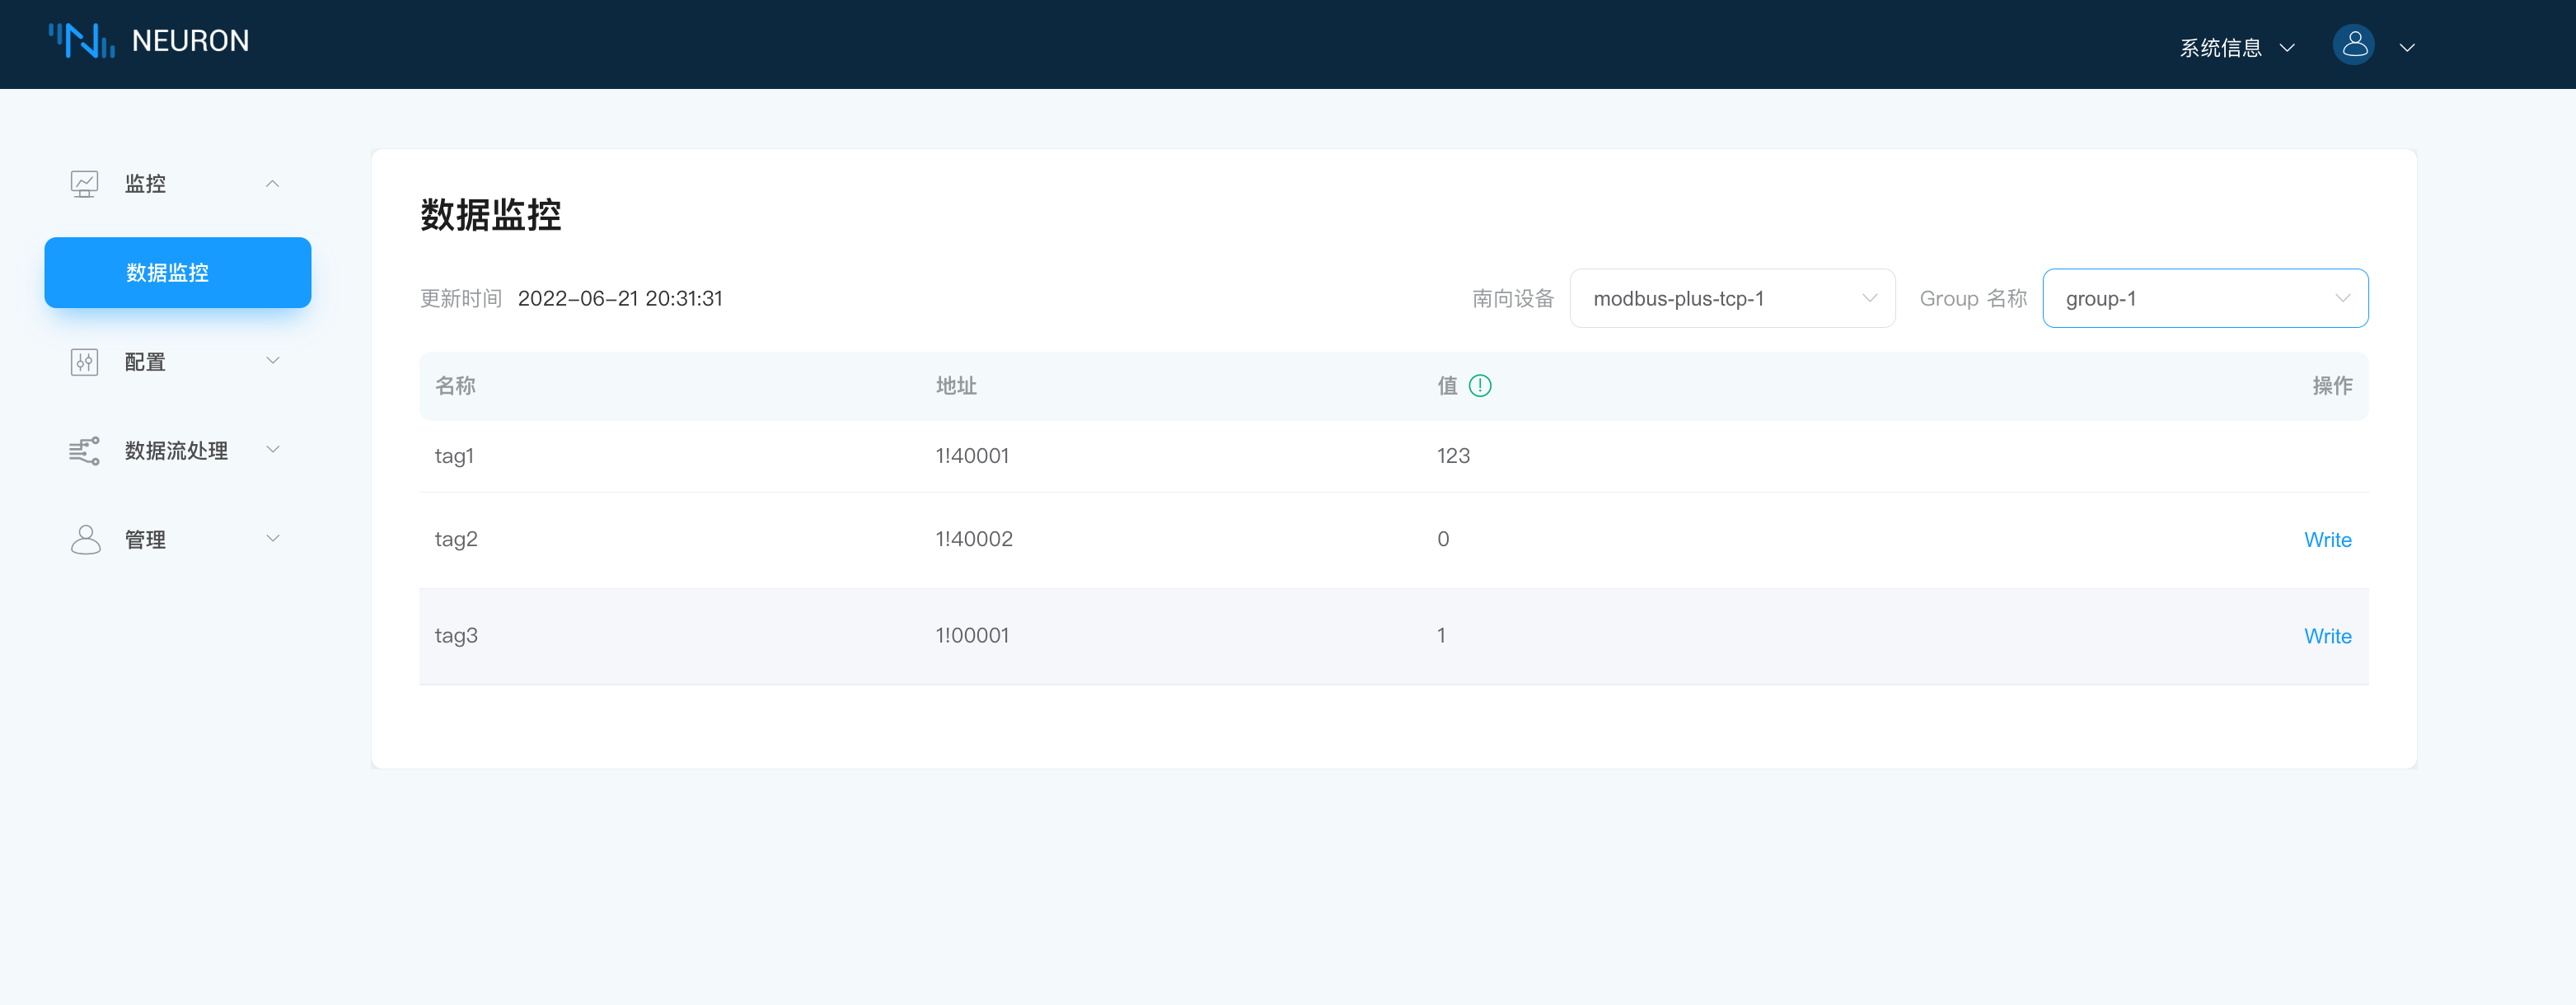 NEURON
系统信息
监控
数据监控
配置
数据流处理
管理
数据监控
更新时间 2022-06-21 20:31:31
南向设备 modbus-plus-tcp-1 Group 名称 group-1
名称 地址 值 操作
tag1 1!40001 123
tag2 1!40002 0 Write
tag3 1!00001 1 Write